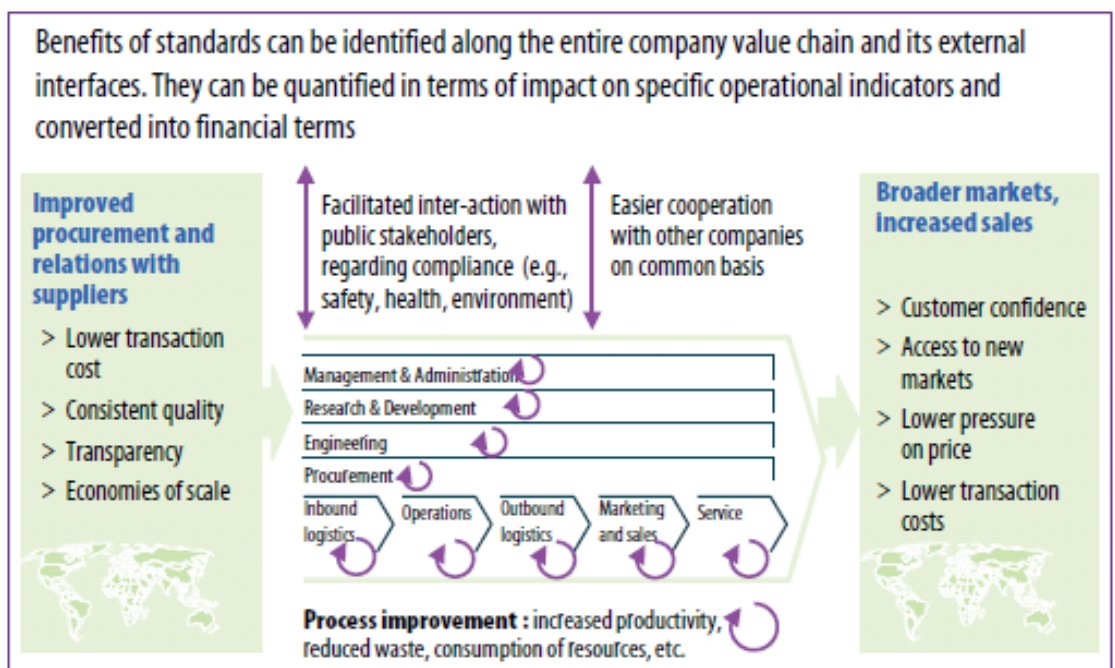 Benefits of standards can be identified along the entire company value chain and its external
interfaces. They can be quantified in terms of impact on specific operational indicators and
converted into financial terms
Improved
procurement and
relations with
suppliers
> Lower transaction
cost
> Consistent quality
> Transparency
> Economies of scale
Facilitated inter-action with
public stakeholders,
regarding compliance (e.g.,
safety, health, environment)
Easier cooperation
with other companies
on common basis
Management & Administration
Research & Development
Engineering
Procurement
Inbound
logistics
Operations
Outbound
logistics
Marketing
and sales
Service
Process improvement : increased productivity,
reduced waste, consumption of resources, etc.
Broader markets,
increased sales
> Customer confidence
> Access to new
markets
> Lower pressure
on price
> Lower transaction
costs